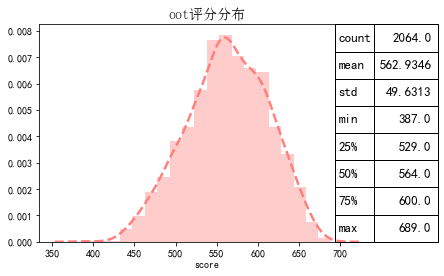 oot评分分布
0.008
0.007
0.006
0.005
0.004
0.003
0.002
0.001
0.000
350 400 450 500 550 600 650 700
score
count 2064.0
mean 562.9346
std 49.6313
min 387.0
25% 529.0
50% 564.0
75% 600.0
max 689.0